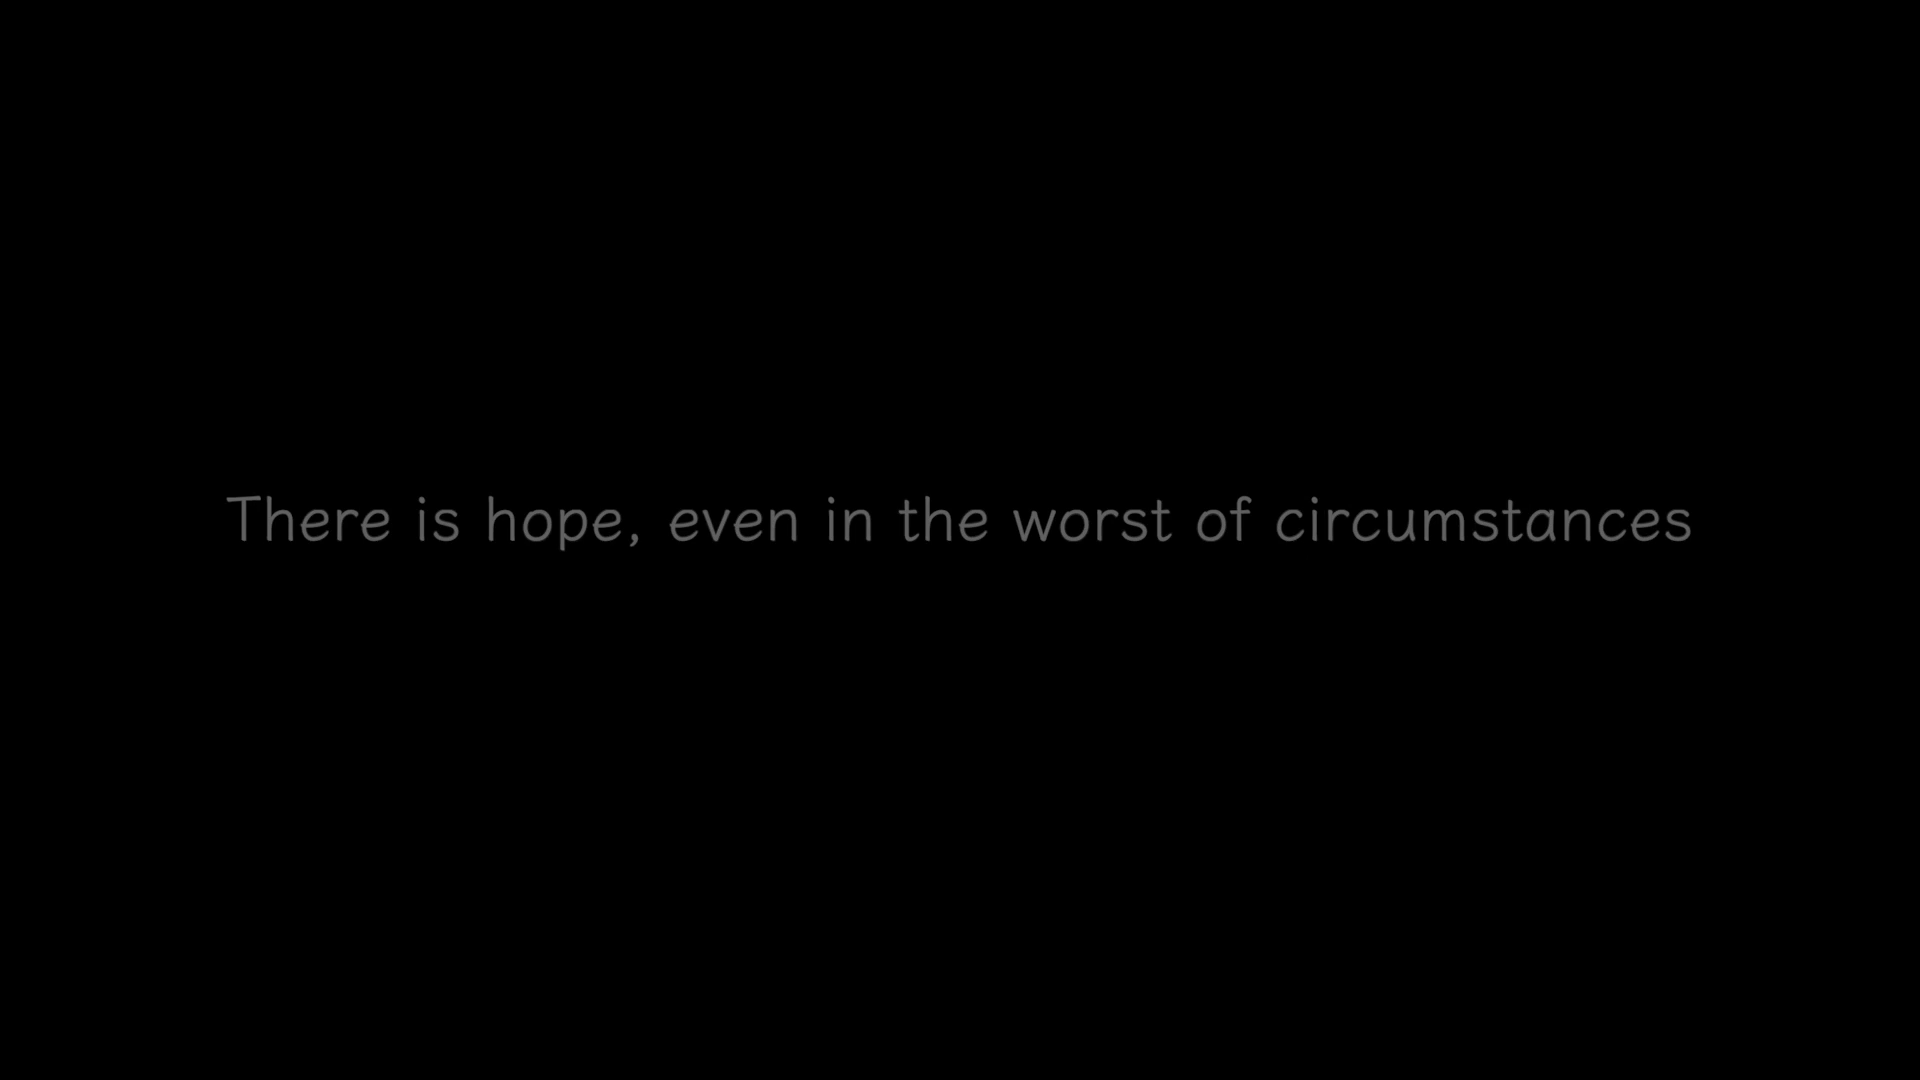 There is hope, even in the worst of circumstances